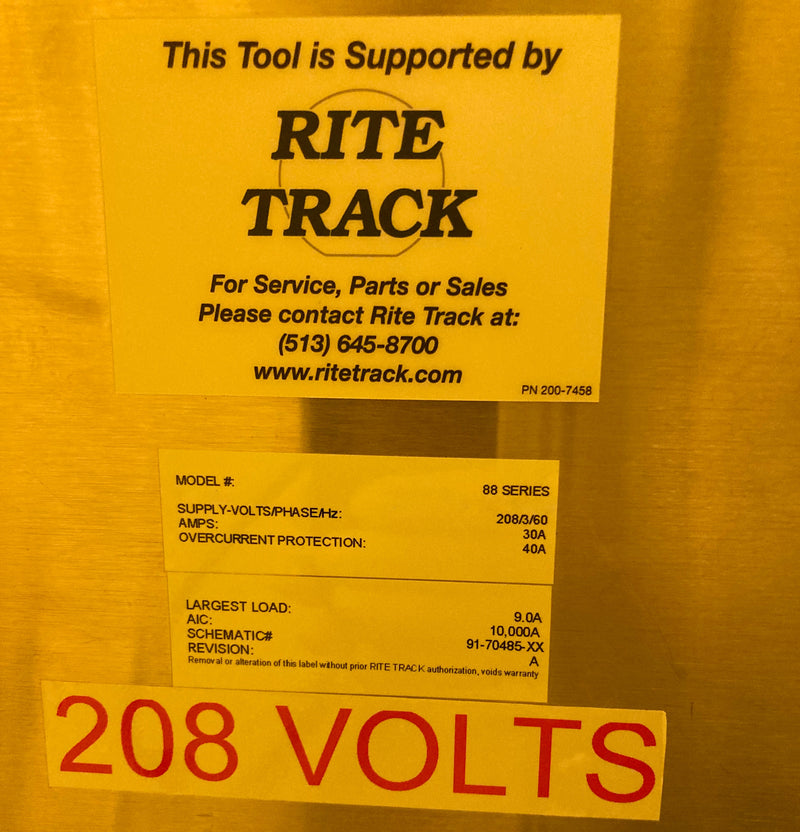 This Tool is Supported by
RITE
TRACK
For Service, Parts or Sales
Please contact Rite Track at:
(513) 645-8700
www.ritetrack.com
PN 200-7458
MODEL #: 88 SERIES
SUPPLY-VOLTS/PHASE/Hz: 208/3/60
AMPS: 30A
OVERCURRENT PROTECTION: 40A
LARGEST LOAD: 9.0A
AIC: 10,000A
SCHEMATIC# 91-70485-XX
REVISION: A
Removal or alteration of this label without prior RITE TRACK authorization, voids warranty
208 VOLTS